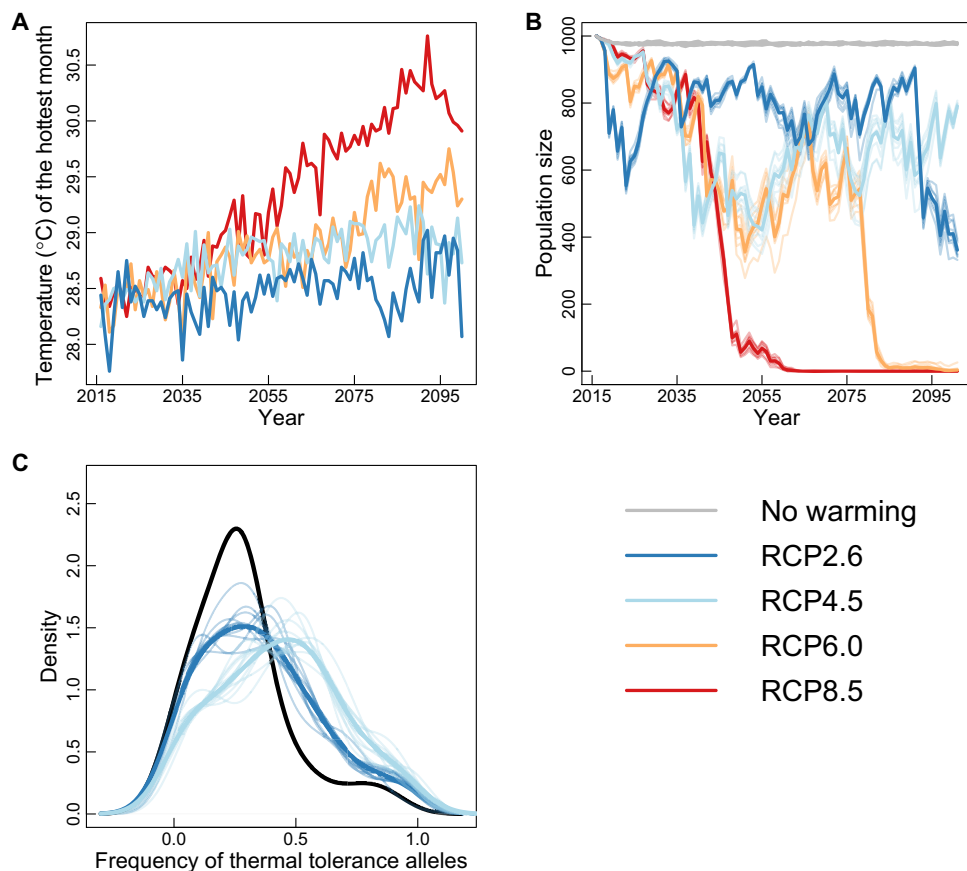 A
Temperature (°C) of the hottest month
30.5
30.0
29.5
29.0
28.5
28.0
2015 2035 2055 2075 2095
Year
B
Population size
1000
800
600
400
200
0
2015 2035 2055 2075 2095
Year
C
Density
2.5
2.0
1.5
1.0
0.5
0.0
0.0 0.5 1.0
Frequency of thermal tolerance alleles
No warming
RCP2.6
RCP4.5
RCP6.0
RCP8.5